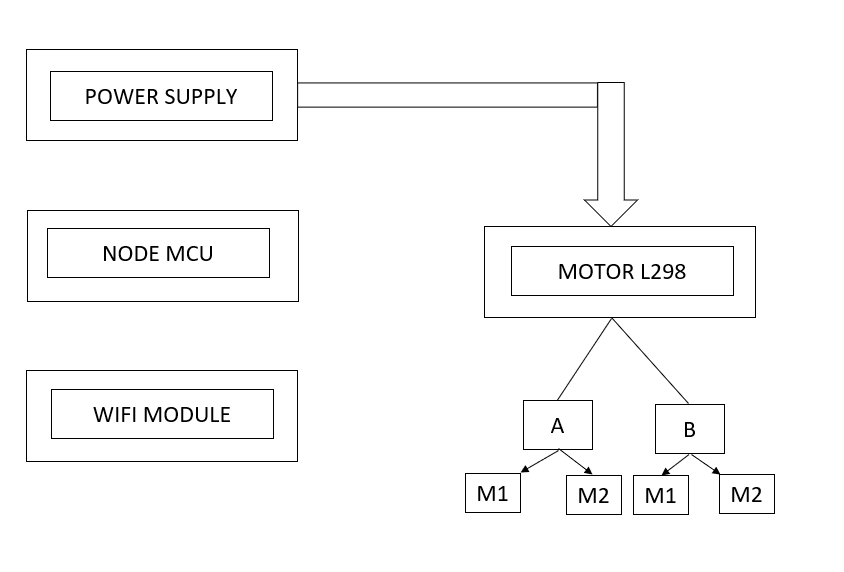 POWER SUPPLY
NODE MCU
MOTOR L298
WIFI MODULE
A
B
M1
M2
M1
M2